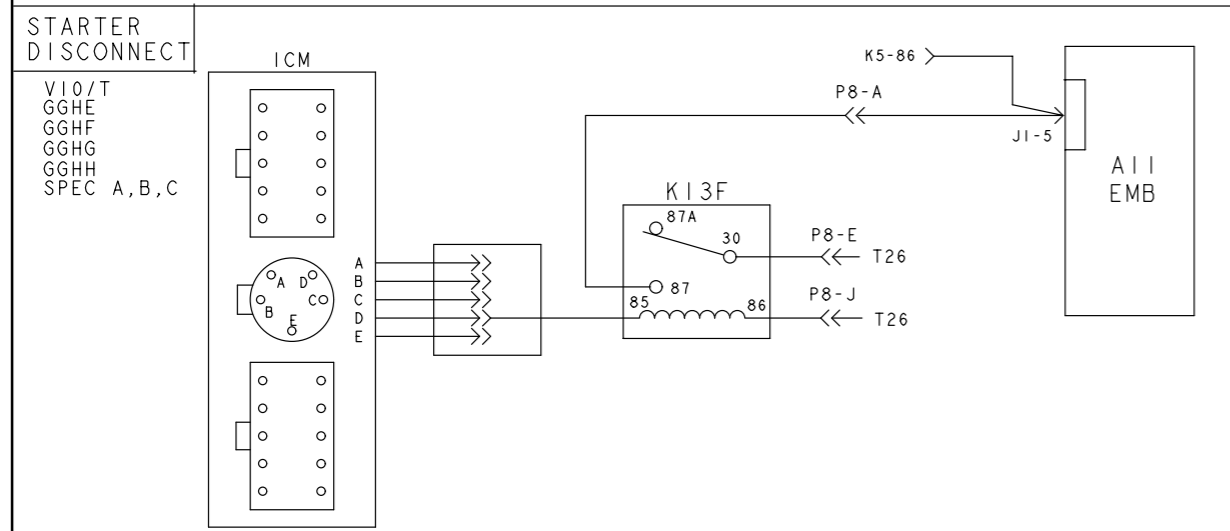 STARTER
DISCONNECT
V10/T
GGHE
GGHF
GGHG
GGHH
SPEC A,B,C
ICM
K5-86
P8-A
J1-5
A11
EMB
K13F
87A
30
P8-E
T26
87
85
86
P8-J
T26
A
B
C
D
E
A
D
B
C
E